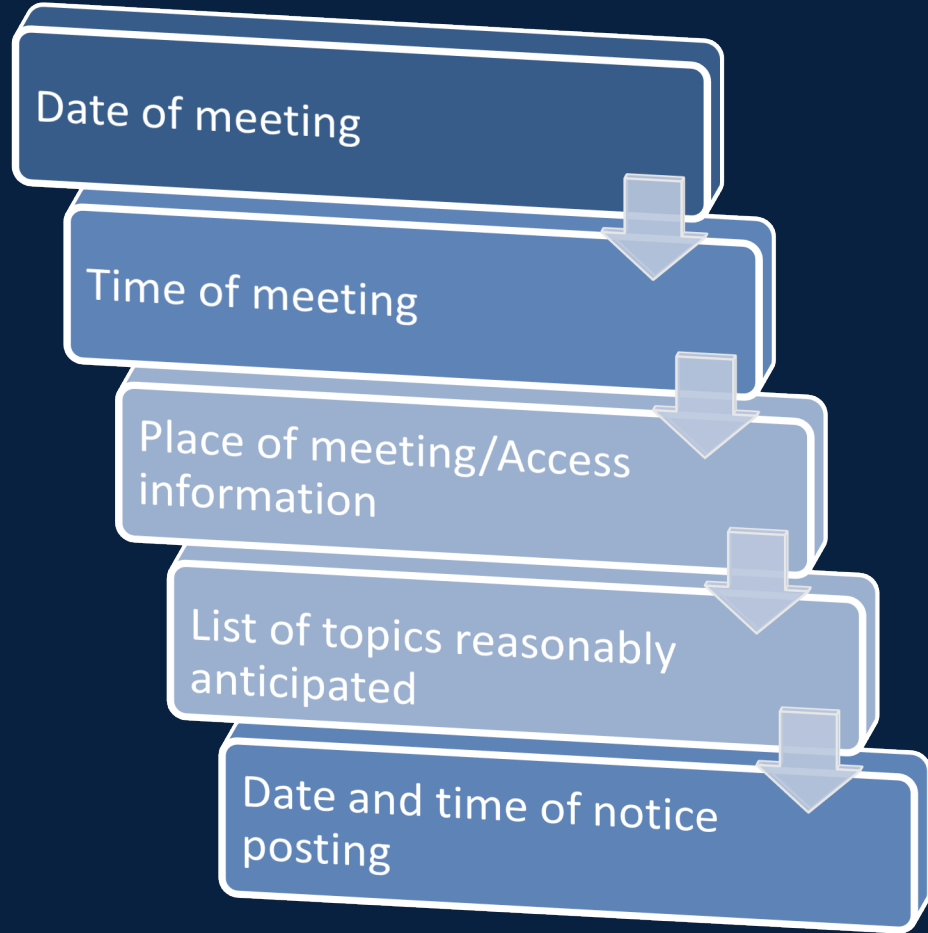 Date of meeting
Time of meeting
Place of meeting/Access
information
List of topics reasonably
anticipated
Date and time of notice
posting